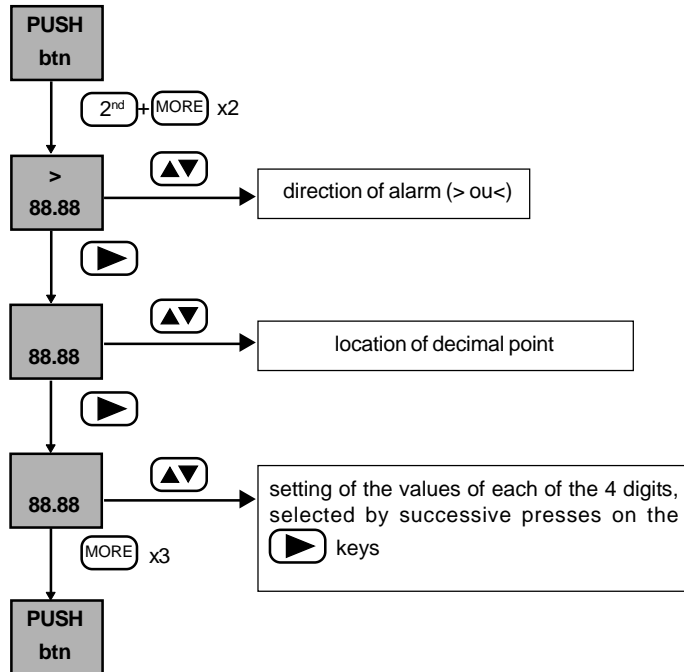 PUSH
btn
2nd + MORE x2
>
88.88
direction of alarm (> ou<)
88.88
location of decimal point
88.88
setting of the values of each of the 4 digits,
selected by successive presses on the
keys
MORE x3
PUSH
btn